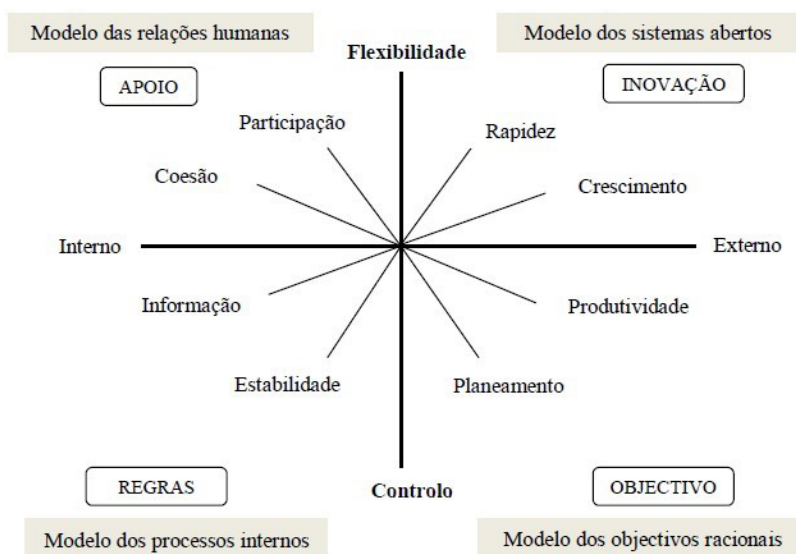 Modelo das relações humanas
Modelo dos sistemas abertos
Flexibilidade
APOIO
INOVAÇÃO
Participação
Rapidez
Coesão
Crescimento
Interno
Externo
Informação
Produtividade
Estabilidade
Planeamento
REGRAS
Controlo
OBJECTIVO
Modelo dos processos internos
Modelo dos objectivos racionais